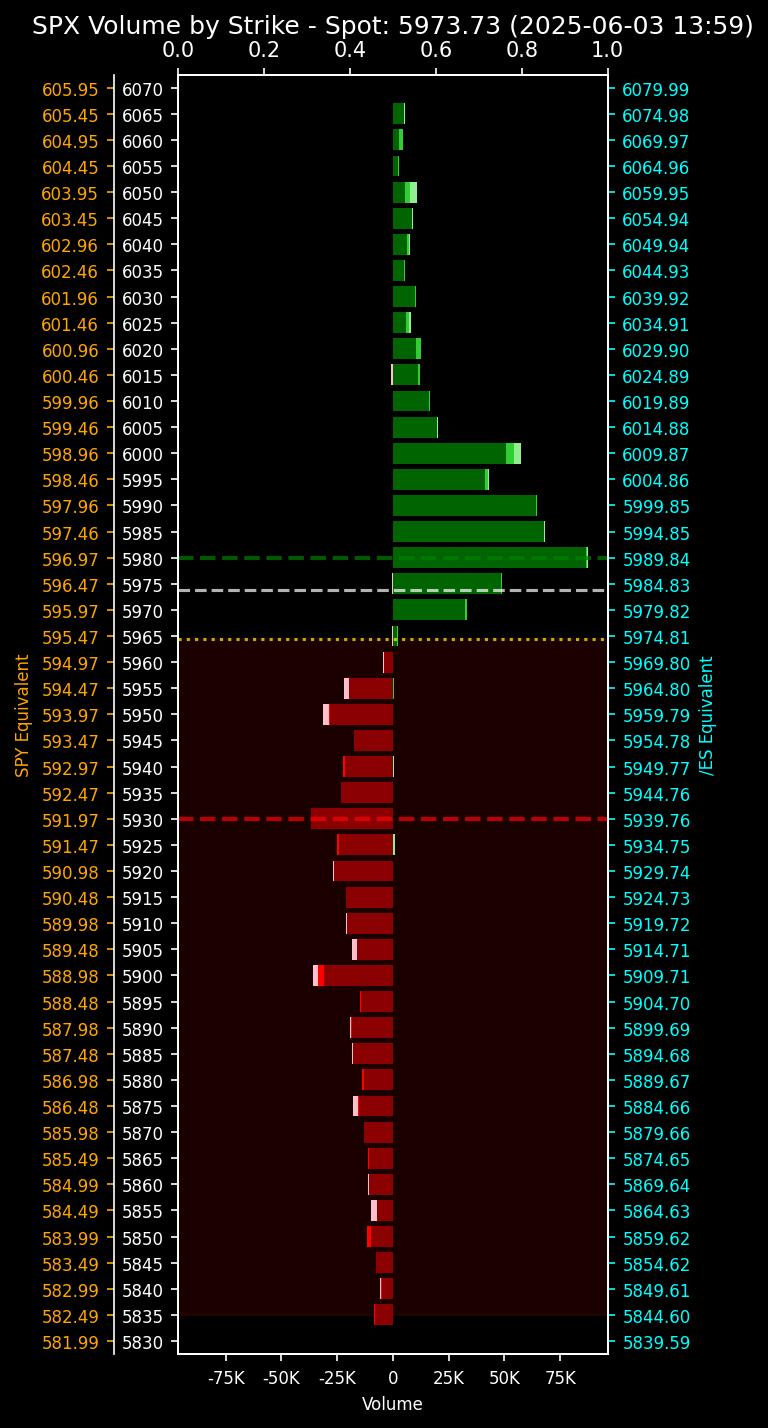 SPX Volume by Strike - Spot: 5973.73 (2025-06-03 13:59)
0.0 0.2 0.4 0.6 0.8 1.0
605.95 6070 6079.99
605.45 6065 6074.98
604.95 6060 6069.97
604.45 6055 6064.96
603.95 6050 6059.95
603.45 6045 6054.94
602.96 6040 6049.94
602.46 6035 6044.93
601.96 6030 6039.92
601.46 6025 6034.91
600.96 6020 6029.90
600.46 6015 6024.89
599.96 6010 6019.89
599.46 6005 6014.88
598.96 6000 6009.87
598.46 5995 6004.86
597.96 5990 5999.85
597.46 5985 5994.85
596.97 5980 5989.84
596.47 5975 5984.83
595.97 5970 5979.82
595.47 5965 5974.81
594.97 5960 5969.80
594.47 5955 5964.80
593.97 5950 5959.79
593.47 5945 5954.78
592.97 5940 5949.77
592.47 5935 5944.76
591.97 5930 5939.76
591.47 5925 5934.75
590.98 5920 5929.74
590.48 5915 5924.73
589.98 5910 5919.72
589.48 5905 5914.71
588.98 5900 5909.71
588.48 5895 5904.70
587.98 5890 5899.69
587.48 5885 5894.68
586.98 5880 5889.67
586.48 5875 5884.66
585.98 5870 5879.66
585.49 5865 5874.65
584.99 5860 5869.64
584.49 5855 5864.63
583.99 5850 5859.62
583.49 5845 5854.62
582.99 5840 5849.61
582.49 5835 5844.60
581.99 5830 5839.59
SPY Equivalent
/ES Equivalent
-75K -50K -25K 0 25K 50K 75K
Volume